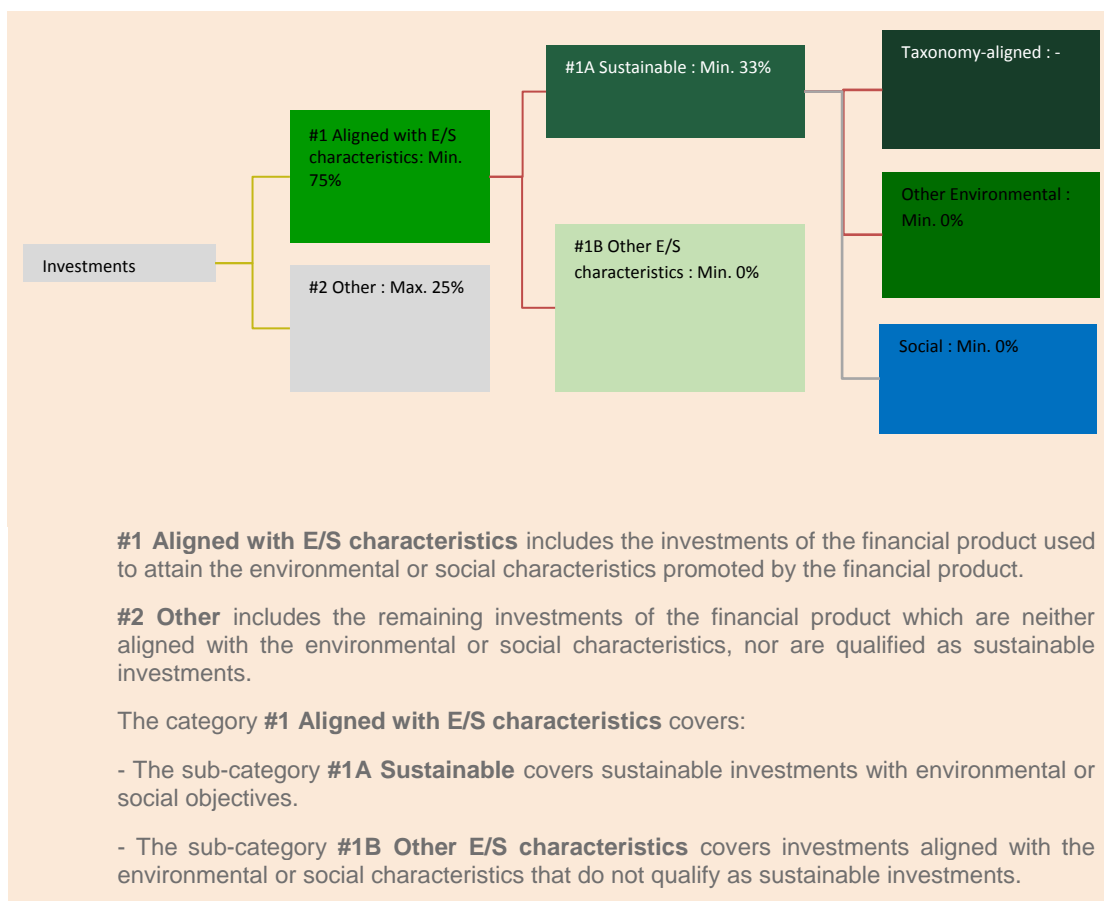 Investments
#1 Aligned with E/S
characteristics: Min.
75%
#2 Other : Max. 25%
#1A Sustainable : Min. 33%
#1B Other E/S
characteristics : Min. 0%
Taxonomy-aligned : -
Other Environmental :
Min. 0%
Social : Min. 0%
#1 Aligned with E/S characteristics includes the investments of the financial product used
to attain the environmental or social characteristics promoted by the financial product.
#2 Other includes the remaining investments of the financial product which are neither
aligned with the environmental or social characteristics, nor are qualified as sustainable
investments.
The category #1 Aligned with E/S characteristics covers:
- The sub-category #1A Sustainable covers sustainable investments with environmental or
social objectives.
- The sub-category #1B Other E/S characteristics covers investments aligned with the
environmental or social characteristics that do not qualify as sustainable investments.